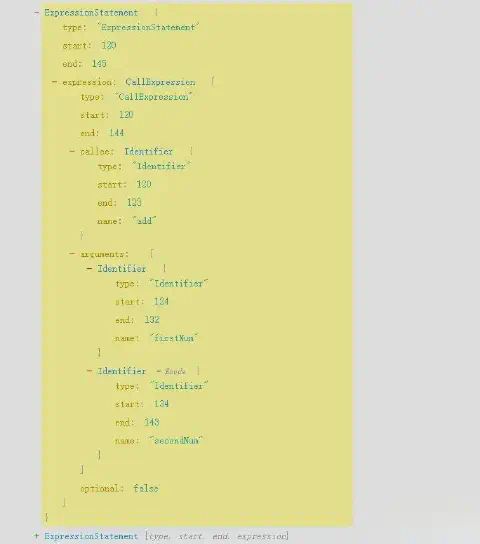 - ExpressionStatement {
type: "ExpressionStatement"
start: 120
end: 145
- expression: CallExpression {
type: "CallExpression"
start: 120
end: 144
- callee: Identifier {
type: "Identifier"
start: 120
end: 123
name: "add"
}
- arguments: [
- Identifier {
type: "Identifier"
start: 124
end: 132
name: "firstNum"
}
- Identifier = $node {
type: "Identifier"
start: 134
end: 143
name: "secondNum"
}
]
optional: false
}
}
+ ExpressionStatement {type, start, end, expression}